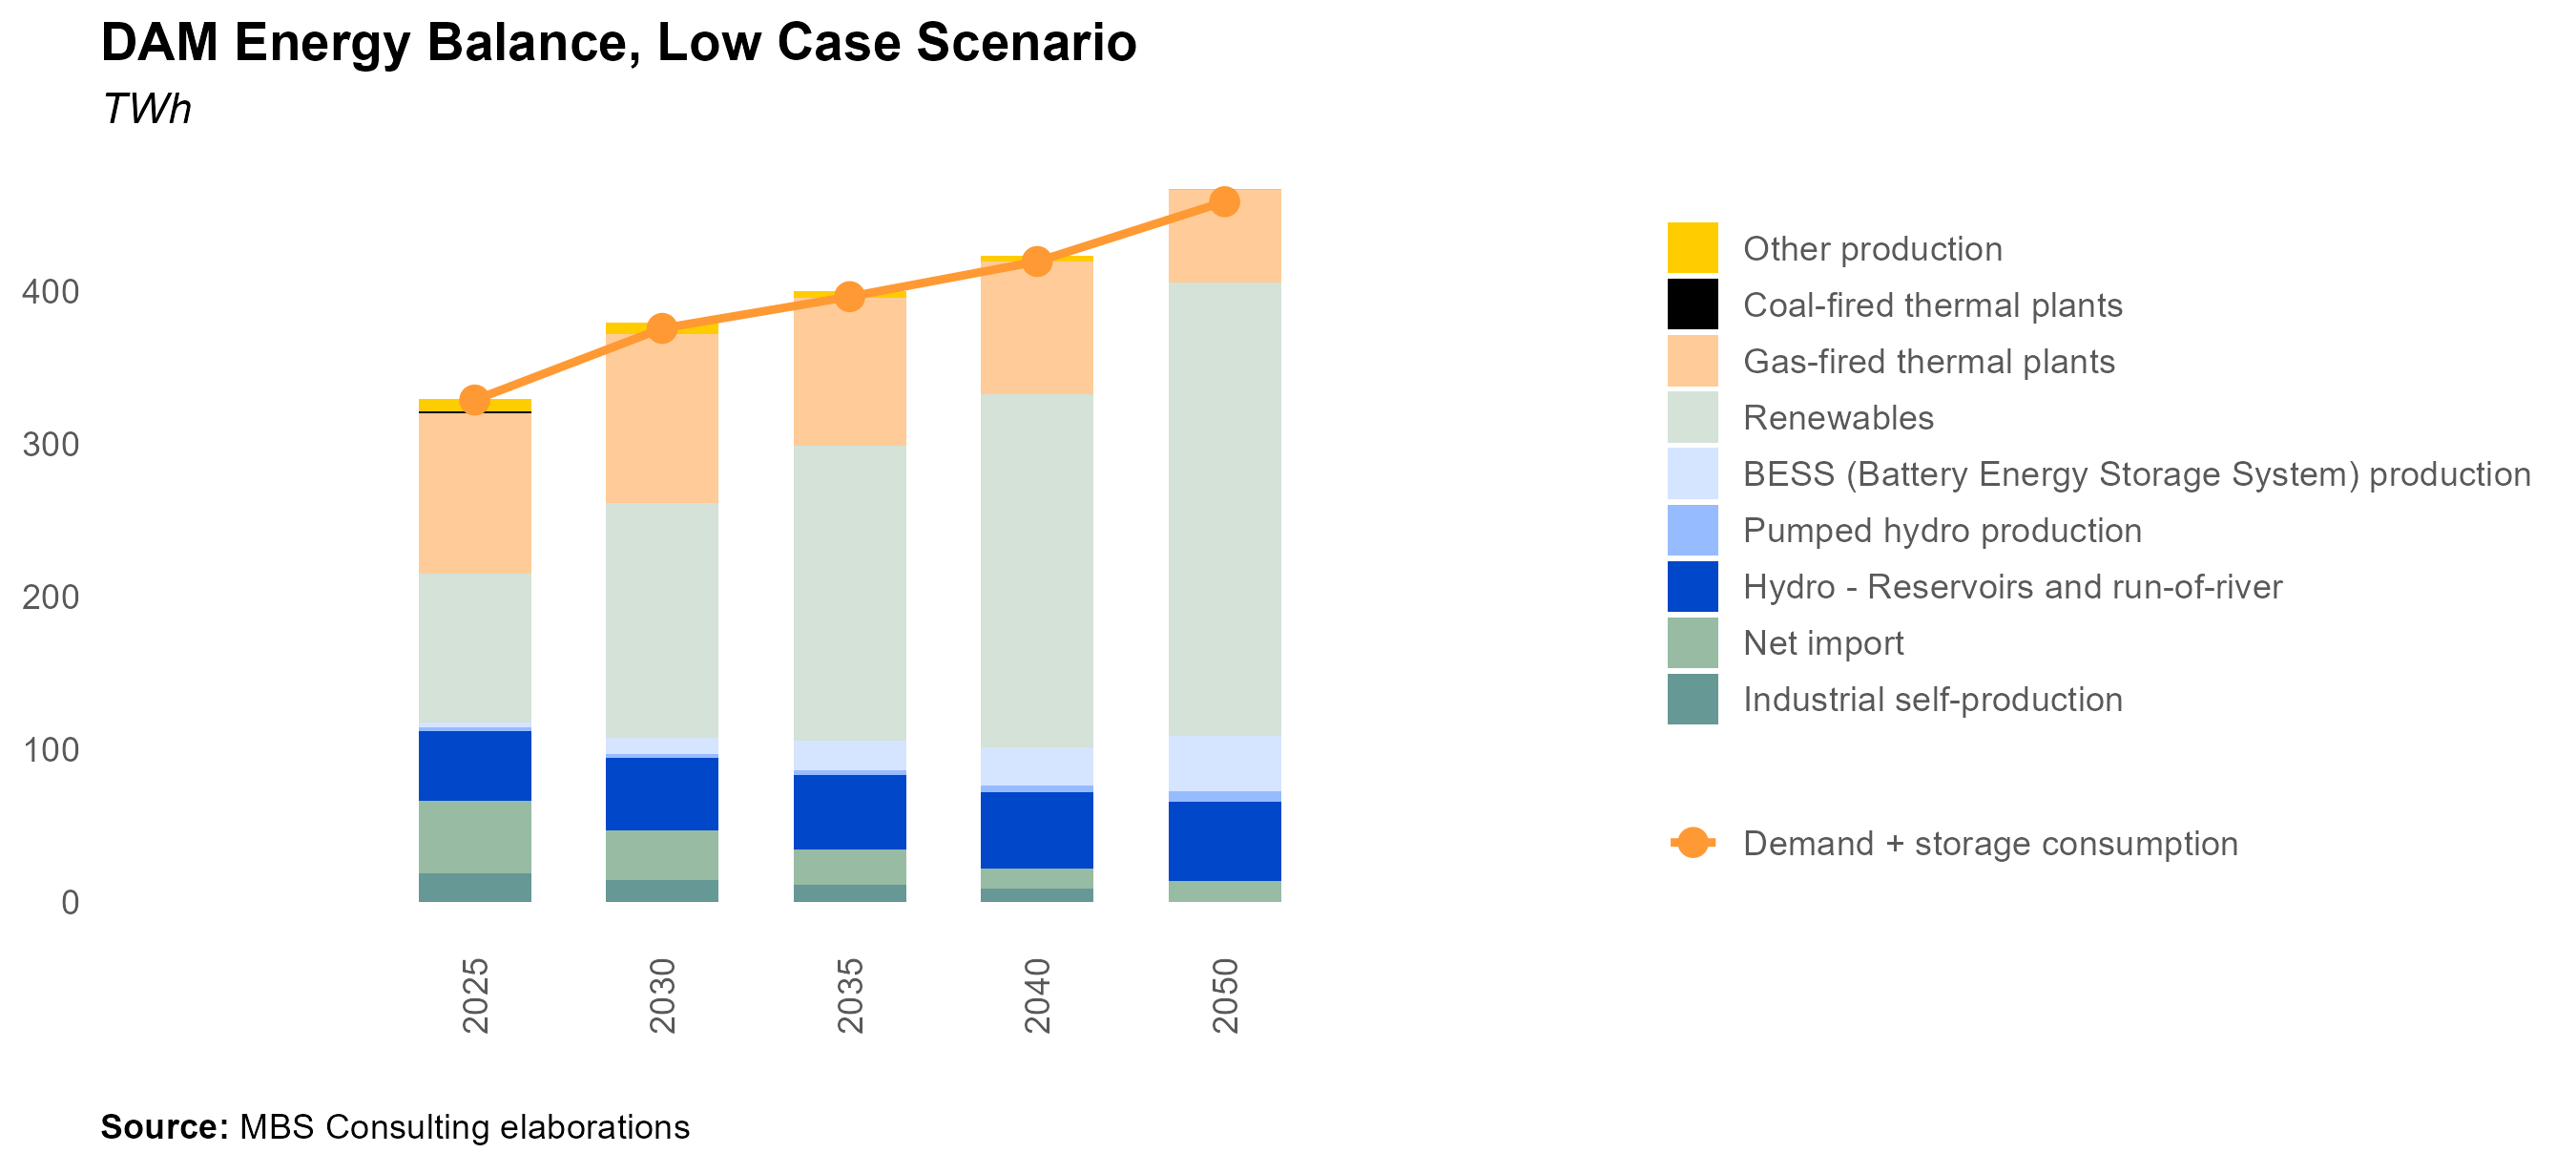 DAM Energy Balance, Low Case Scenario
TWh
400
300
200
100
0
2025
2030
2035
2040
2050
Other production
Coal-fired thermal plants
Gas-fired thermal plants
Renewables
BESS (Battery Energy Storage System) production
Pumped hydro production
Hydro - Reservoirs and run-of-river
Net import
Industrial self-production
Demand + storage consumption
Source: MBS Consulting elaborations